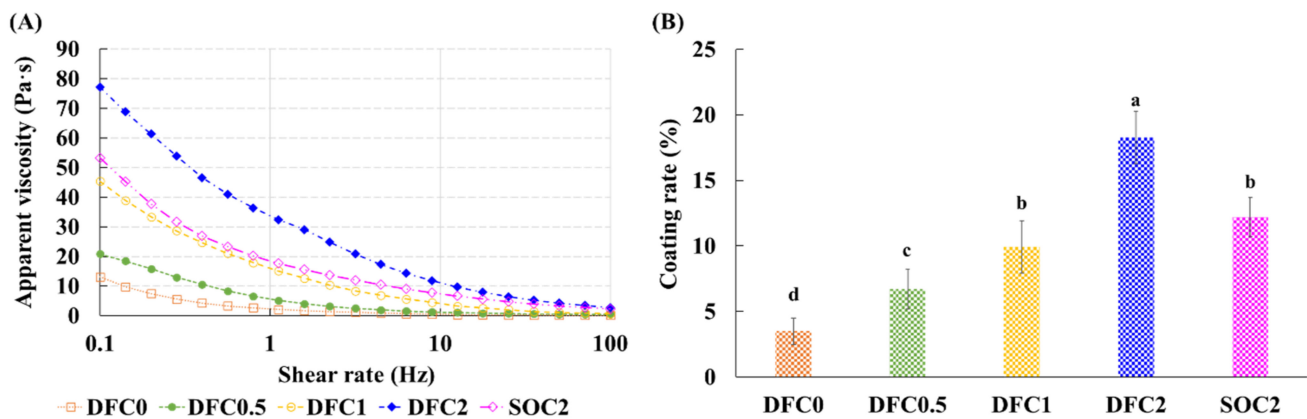 (A)
Apparent viscosity (Pa·s)
90
80
70
60
50
40
30
20
10
0
0.1 1 10 100
Shear rate (Hz)
DFC0 DFC0.5 DFC1 DFC2 SOC2
(B)
Coating rate (%)
25
20
15
10
5
0
d
c
b
a
b
DFC0 DFC0.5 DFC1 DFC2 SOC2